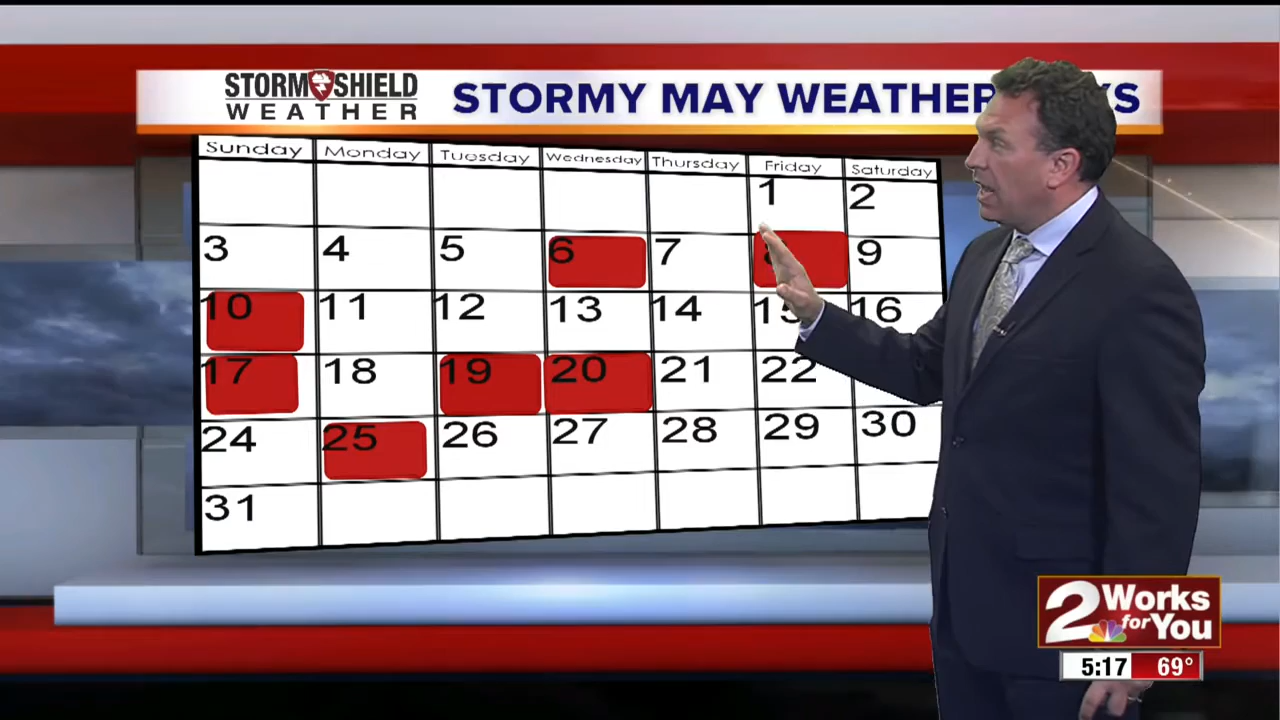 STORM SHIELD
WEATHER
STORMY MAY WEATHER
Sunday Monday Tuesday Wednesday Thursday Friday Saturday
1 2
3 4 5 6 7 8 9
10 11 12 13 14 15 16
17 18 19 20 21 22
24 25 26 27 28 29 30
31
2 Works
for You
5:17 69°